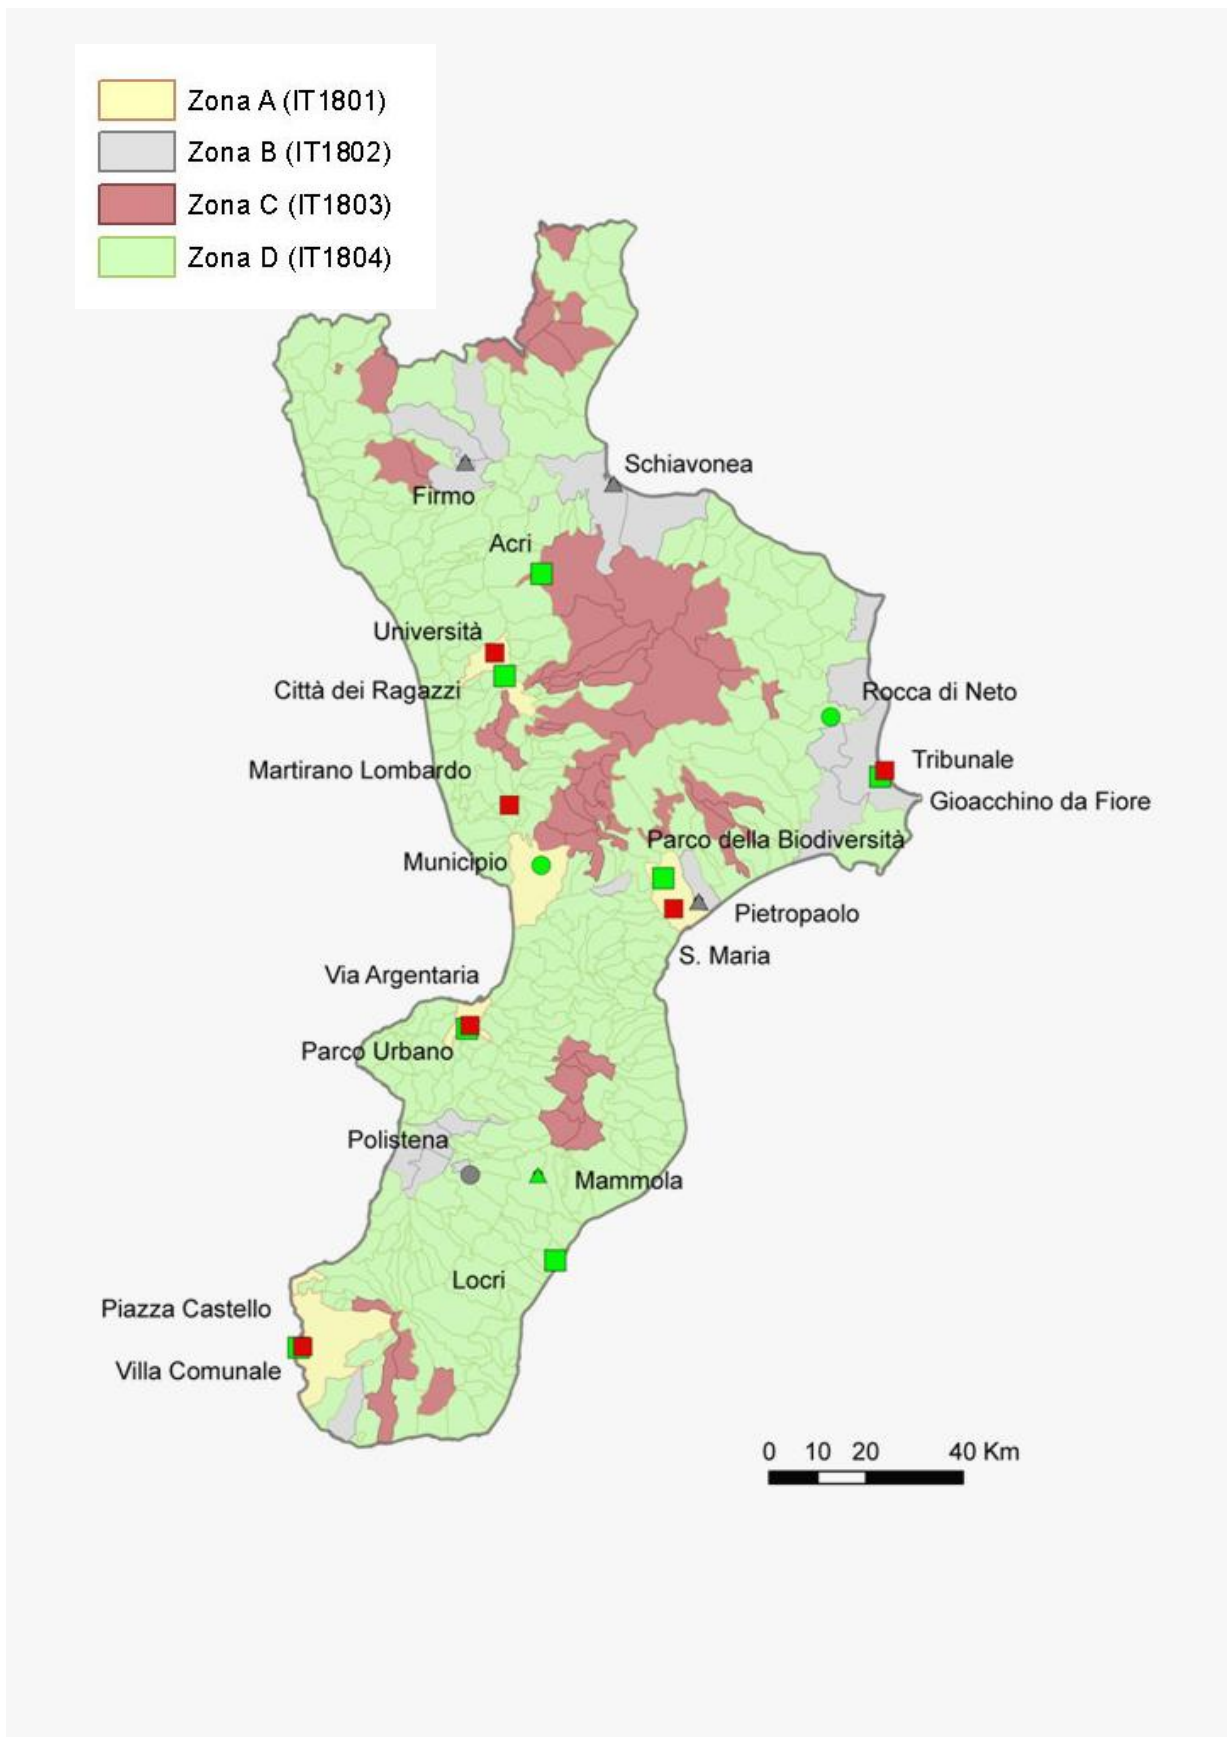 Zona A (IT1801)
Zona B (IT1802)
Zona C (IT1803)
Zona D (IT1804)
Schiavonea
Firmo
Acri
Università
Città dei Ragazzi
Rocca di Neto
Martirano Lombardo
Tribunale
Gioacchino da Fiore
Parco della Biodiversità
Municipio
Pietropaolo
S. Maria
Via Argentaria
Parco Urbano
Polistena
Mammola
Locri
Piazza Castello
Villa Comunale
0 10 20 40 Km